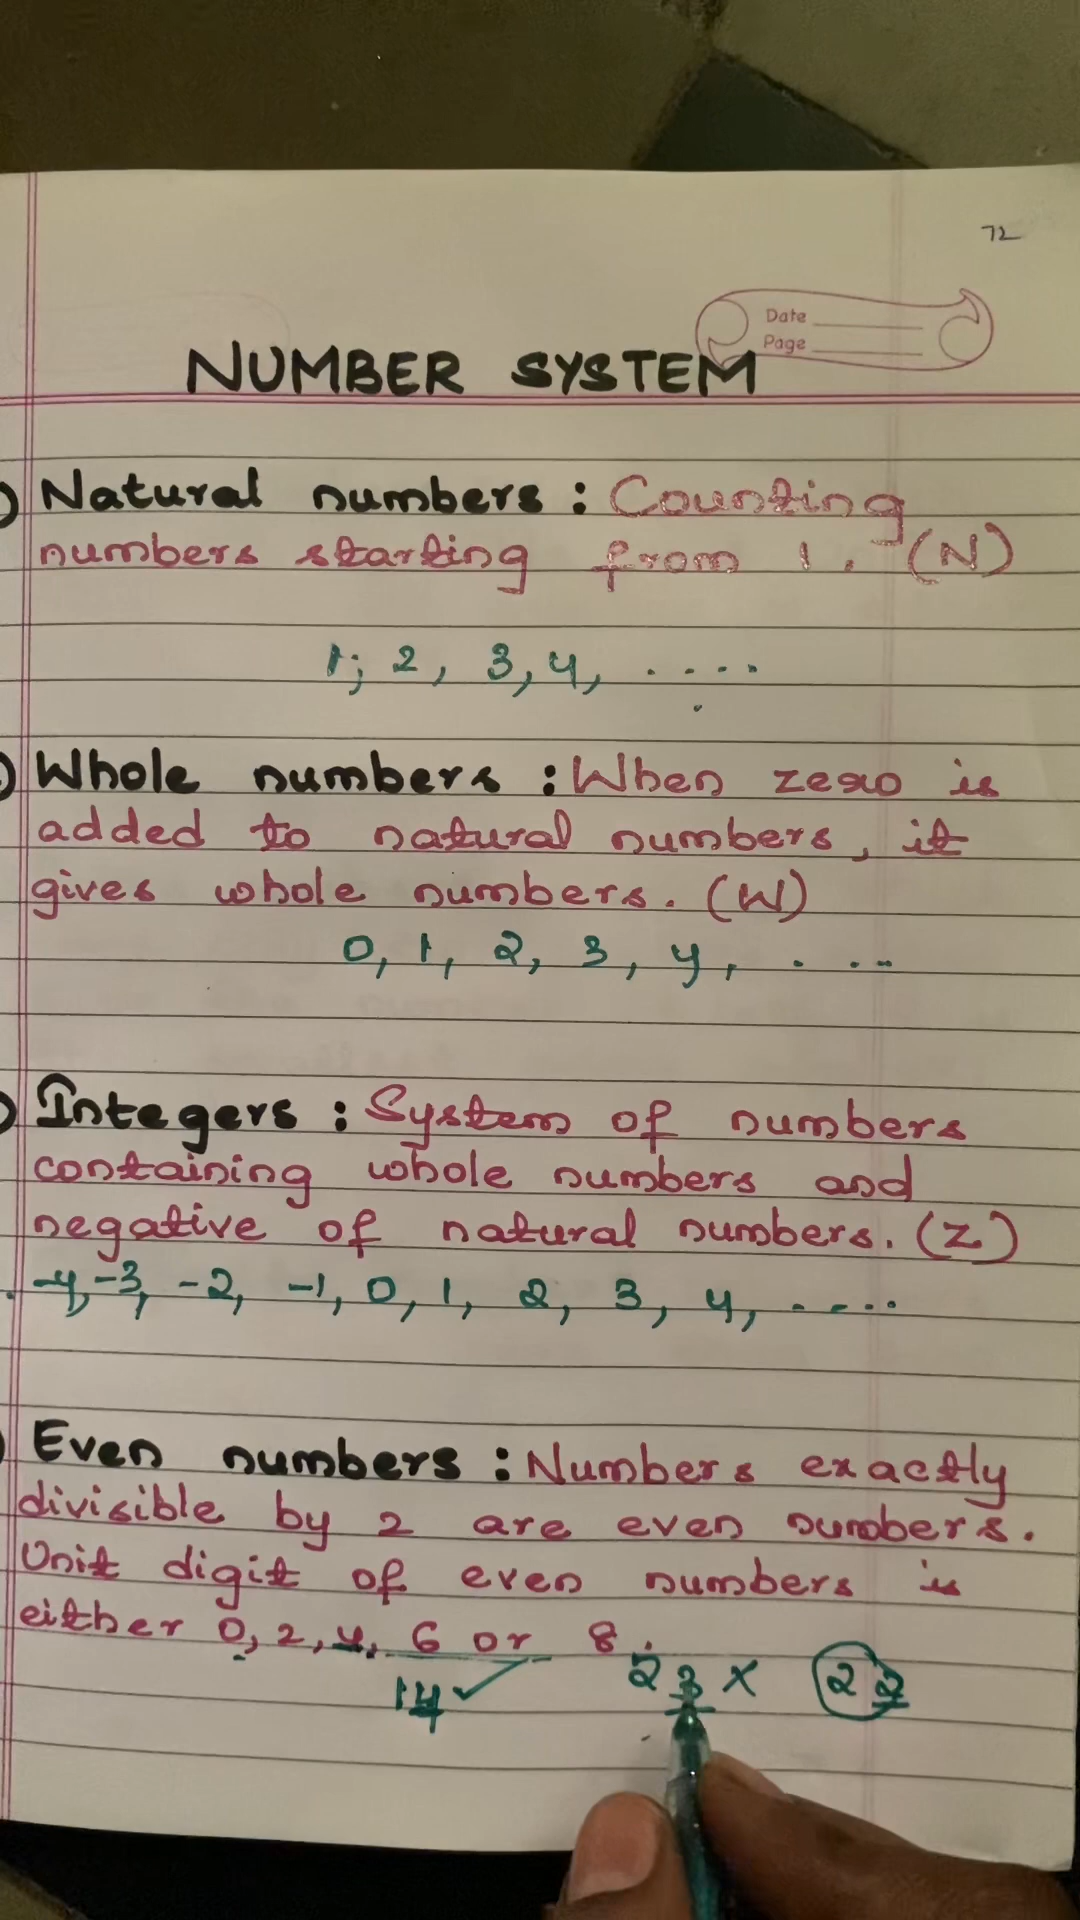 72
Date
Page
NUMBER SYSTEM
Natural numbers : Counting
numbers starting from 1. (N)
1, 2, 3, 4, .....
Whole numbers : When zero is
added to natural numbers, it
gives whole numbers. (W)
0, 1, 2, 3, 4, ....
Integers : System of numbers
containing whole numbers and
negative of natural numbers. (Z)
-4, -3, -2, -1, 0, 1, 2, 3, 4, .....
Even numbers : Numbers exactly
divisible by 2 are even numbers.
Unit digit of even numbers is
either 0, 2, 4, 6 or 8.
14 ✓ 23 x 22